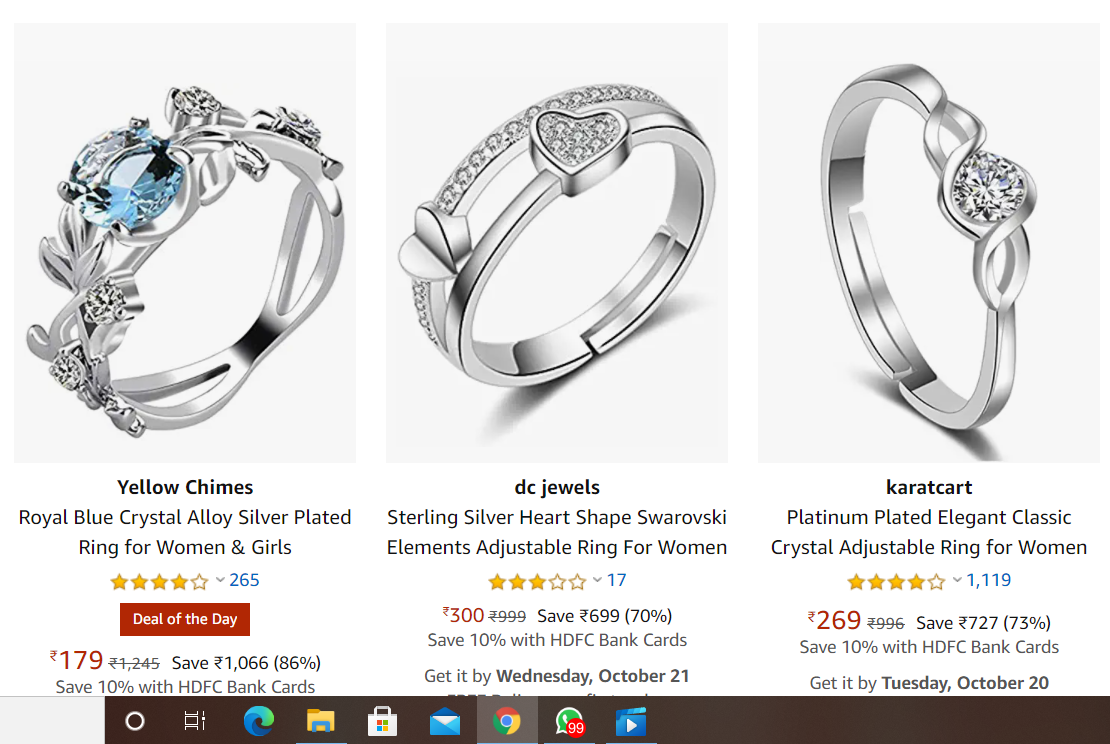 Yellow Chimes
Royal Blue Crystal Alloy Silver Plated
Ring for Women & Girls
265
Deal of the Day
₹179 ₹1,245 Save ₹1,066 (86%)
Save 10% with HDFC Bank Cards
dc jewels
Sterling Silver Heart Shape Swarovski
Elements Adjustable Ring For Women
17
₹300 ₹999 Save ₹699 (70%)
Save 10% with HDFC Bank Cards
Get it by Wednesday, October 21
karatcart
Platinum Plated Elegant Classic
Crystal Adjustable Ring for Women
1,119
₹269 ₹996 Save ₹727 (73%)
Save 10% with HDFC Bank Cards
Get it by Tuesday, October 20
99